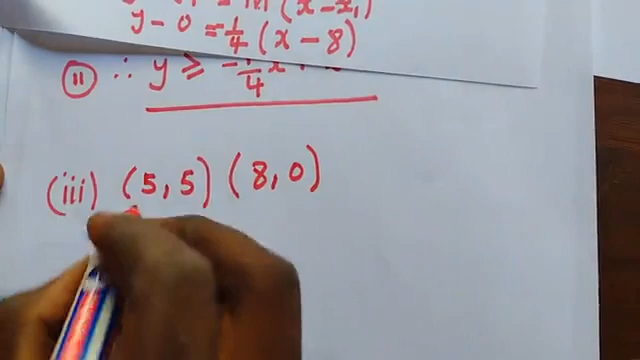 y - 0 = -1/4 (x - 8)
(ii) ∴ y ≥ -1/4 x
(iii) (5,5) (8,0)